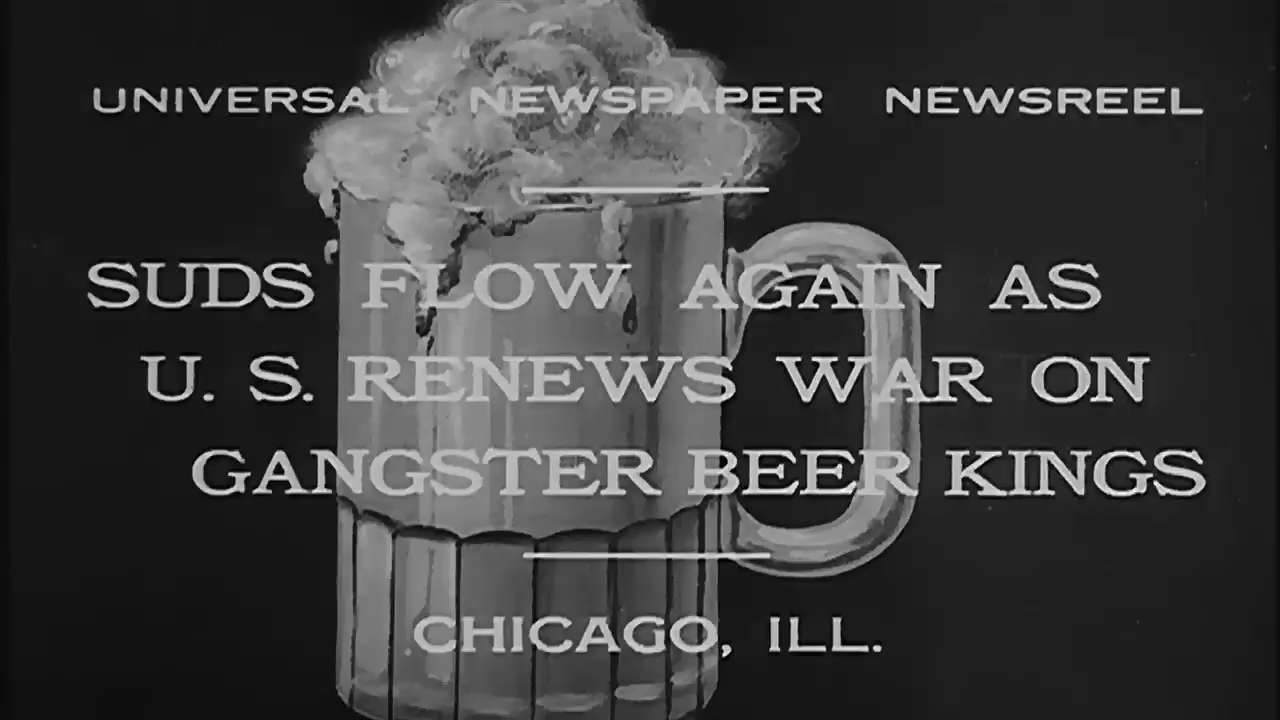 UNIVERSAL NEWSPAPER NEWSREEL
SUDS FLOW AGAIN AS
U. S. RENEWS WAR ON
GANGSTER BEER KINGS
CHICAGO, ILL.